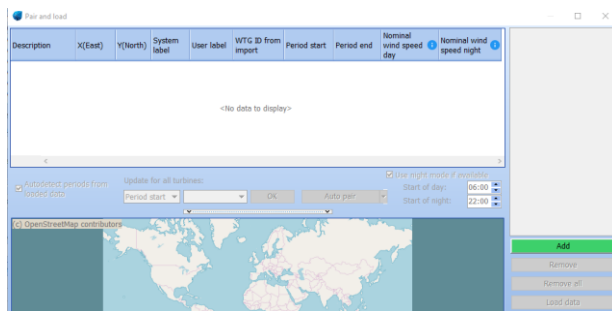 Pair and load
Description X(East) Y(North) System label User label WTG ID from import Period start Period end Nominal wind speed day Nominal wind speed night
<No data to display>
Autodetect periods from loaded data
Update for all turbines:
Period start OK Auto pair
Use night mode if available
Start of day: 06:00
Start of night: 22:00
(c) OpenStreetMap contributors
Add
Remove
Remove all
Load data